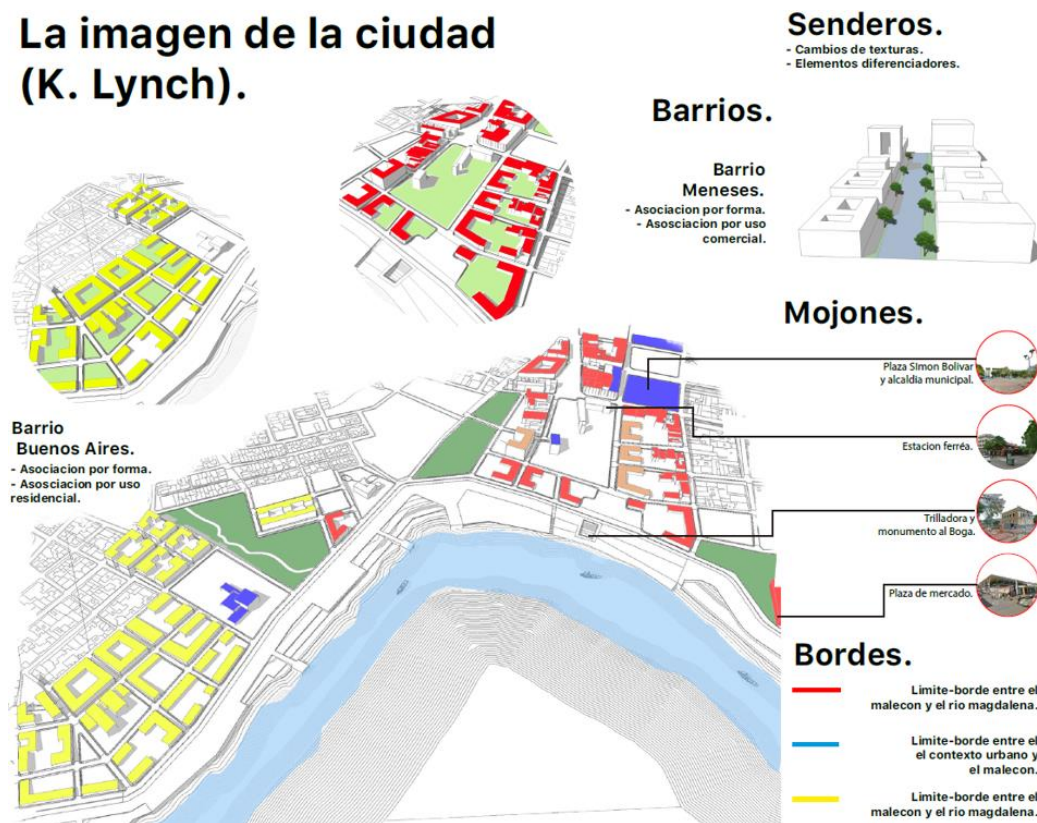 La imagen de la ciudad
(K. Lynch).
Senderos.
- Cambios de texturas.
- Elementos diferenciadores.
Barrios.
Barrio
Meneses.
- Asociacion por forma.
- Asosciacion por uso
comercial.
Mojones.
Plaza SImon Bolivar
y alcaldia municipal.
Estacion ferréa.
Trilladora y
monumento al Boga.
Plaza de mercado.
Barrio
Buenos Aires.
- Asociacion por forma.
- Asosciacion por uso
residencial.
Bordes.
Limite-borde entre el
malecon y el rio magdalena.
Limite-borde entre el
el contexto urbano y
el malecon.
Limite-borde entre el
malecon y el rio magdalena.